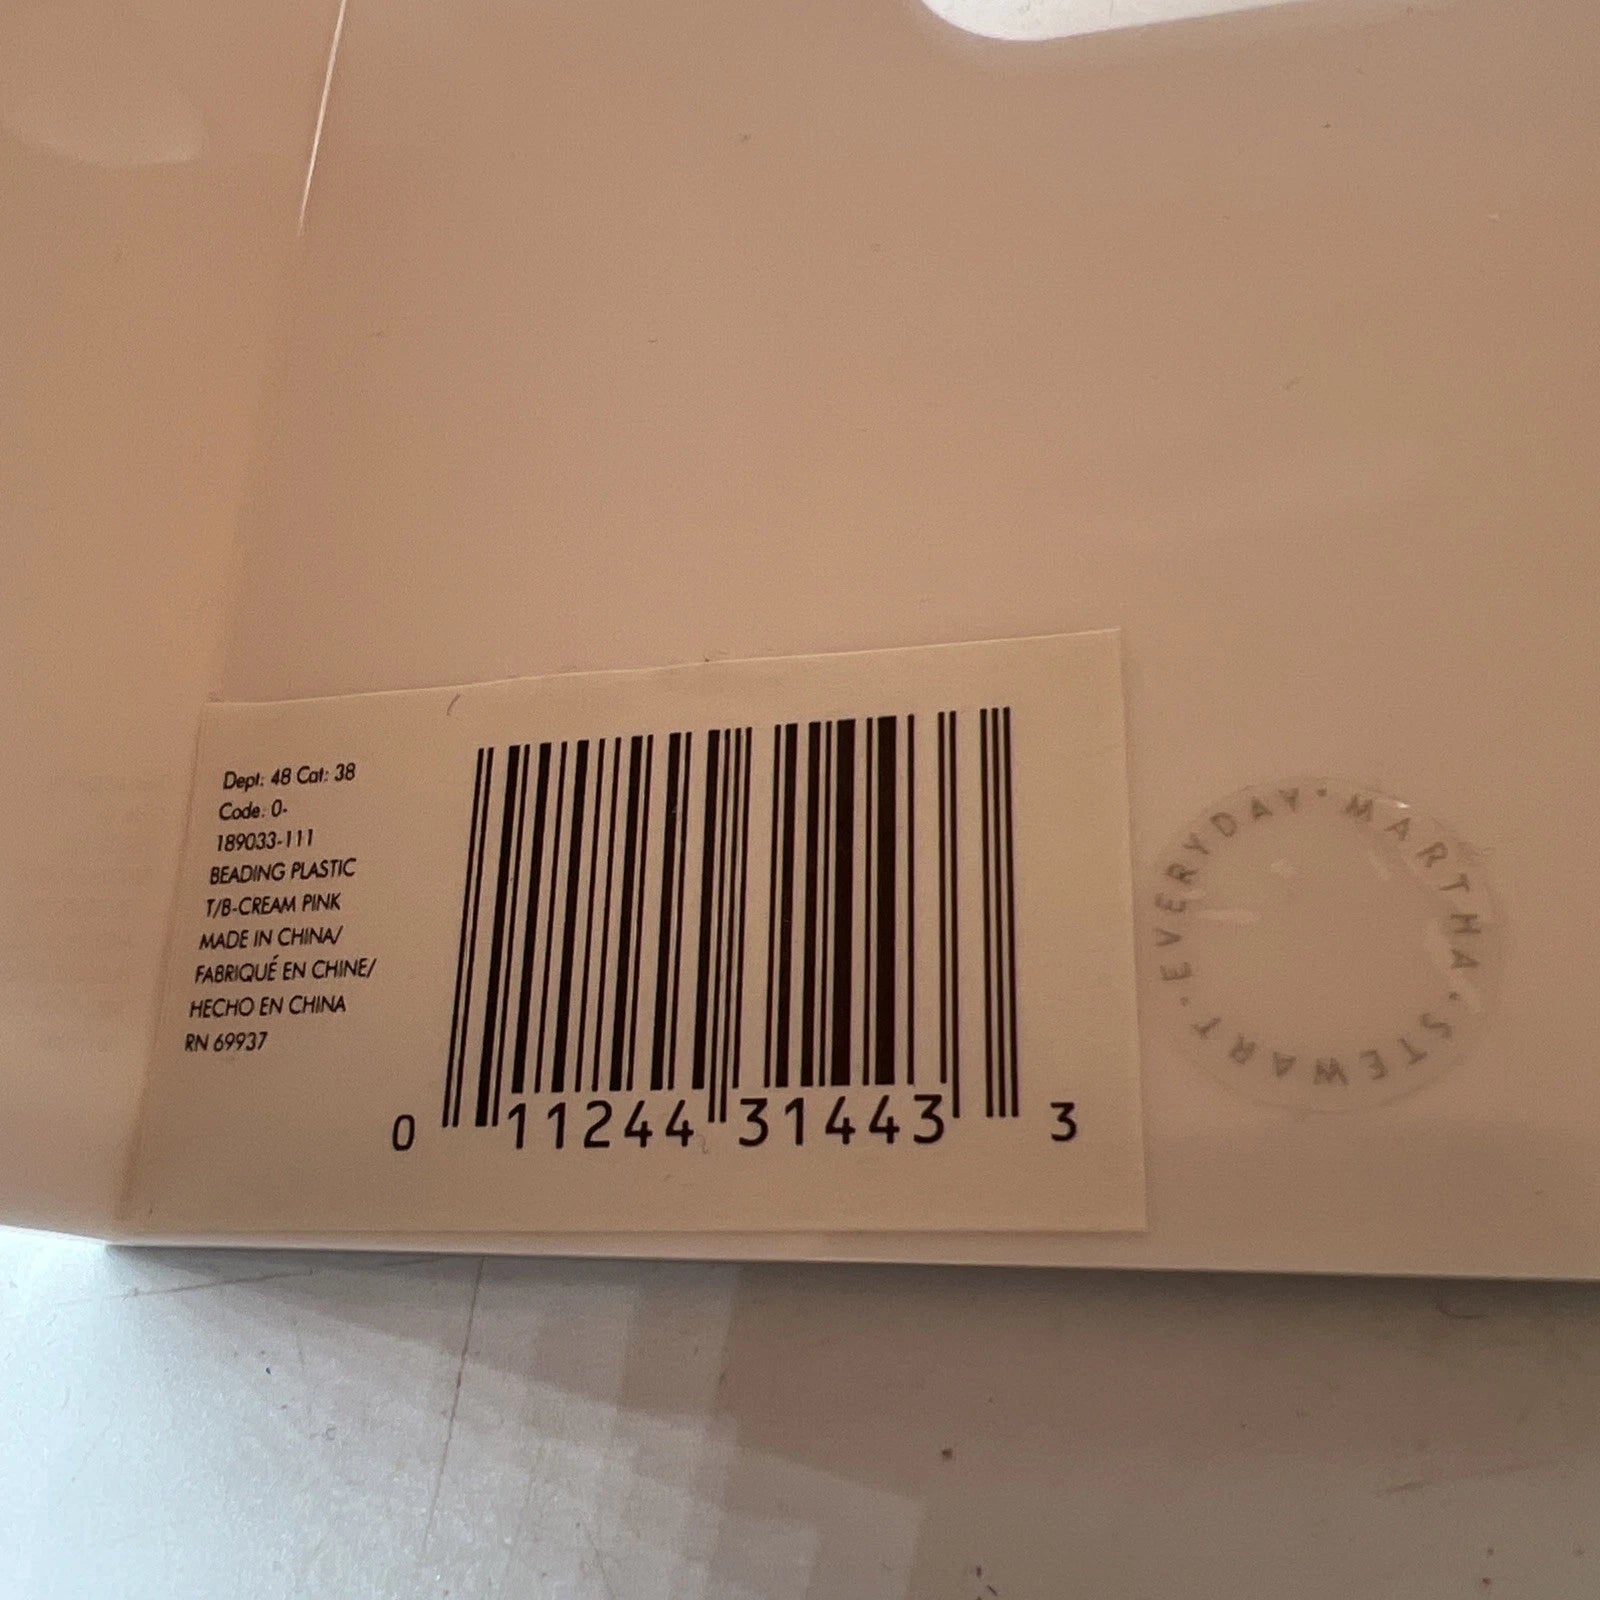 Dept: 48 Cat: 38
Code: 0-
189033-111
BEADING PLASTIC
T/B-CREAM PINK
MADE IN CHINA/
FABRIQUÉ EN CHINE/
HECHO EN CHINA
RN 69937
0 11244 31443 3
EVERYDAY · MARTHA · STEWART ·